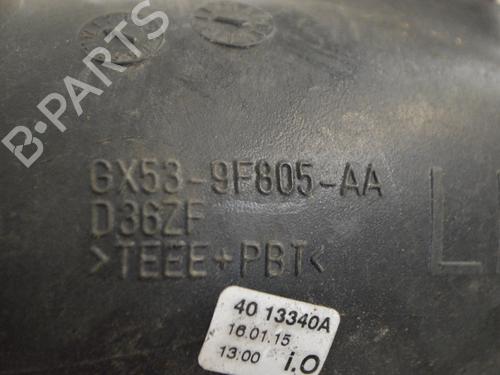 B-PARTS
GX53-9F805-AA
D36ZF
>TEEE+PBT<
40 13340A
16.01.15
13:00 i.O